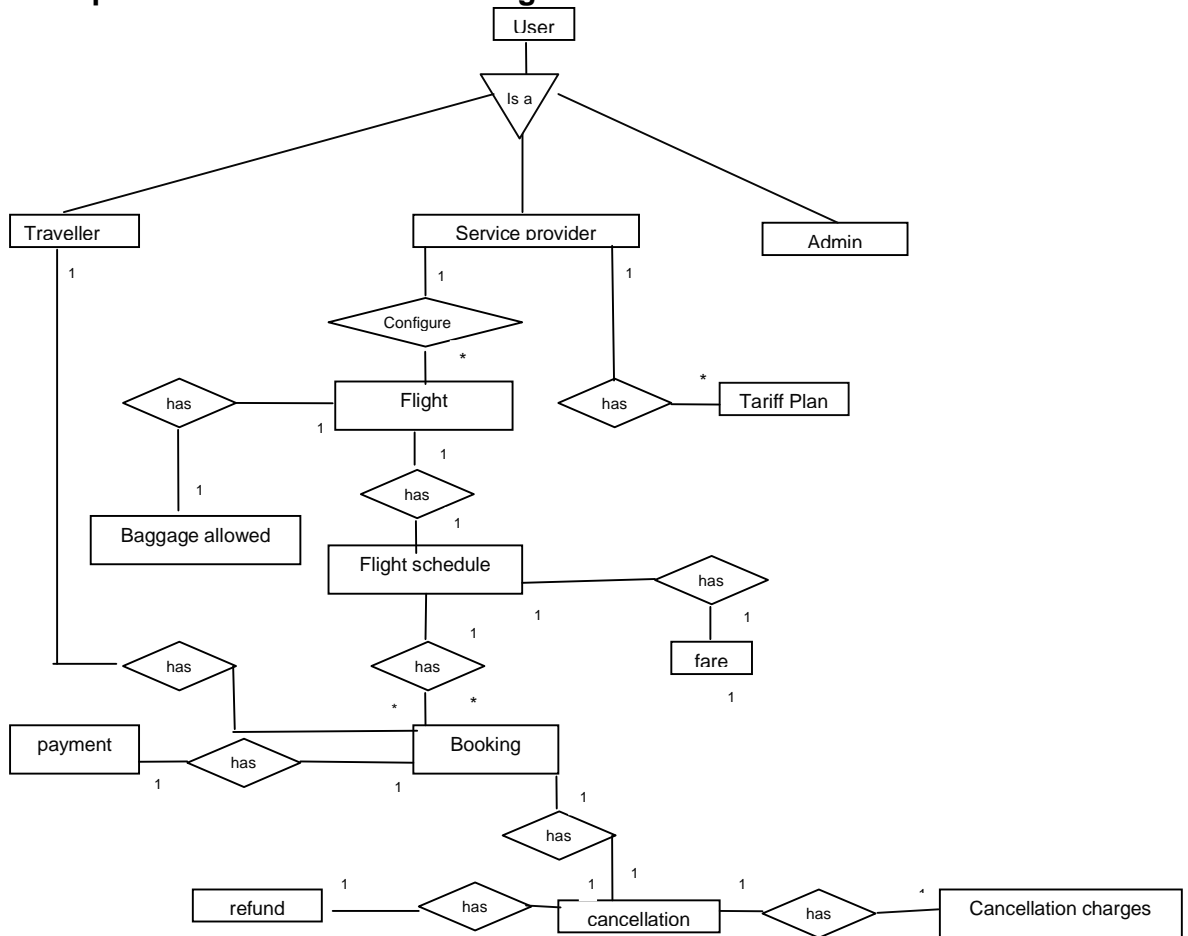 User
Is a
Traveller
Service provider
Admin
1
1
1
Configure
*
*
has
Flight
has
Tariff Plan
1
1
1
has
1
Baggage allowed
Flight schedule
has
1
1
1
has
has
fare
1
*
*
payment
Booking
has
1
1
1
has
1
1
1
1
refund
has
cancellation
has
Cancellation charges